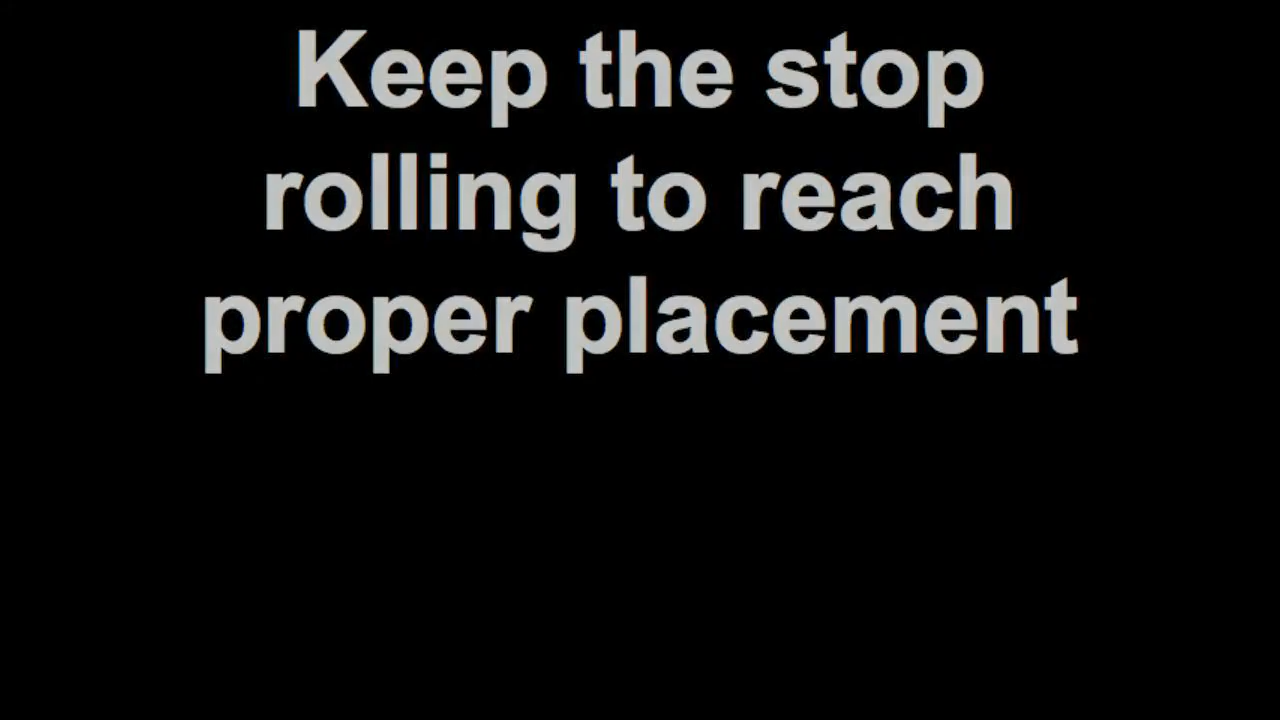 Keep the stop
rolling to reach
proper placement